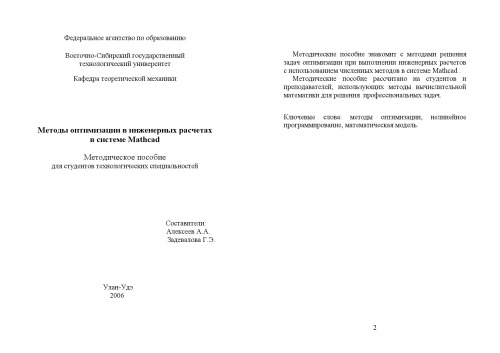 Федеральное агентство по образованию
Восточно-Сибирский государственный
технологический университет
Кафедра теоретической механики
Методы оптимизации в инженерных расчетах
в системе Mathcad
Методическое пособие
для студентов технологических специальностей
Составители:
Алексеев А.А.
Задевалова Г.Э.
Улан-Удэ
2006
Методические пособие знакомит с методами решения
задач оптимизации при выполнении инженерных расчетов
с использованием численных методов в системе Mathcad .
Методические пособие рассчитано на студентов и
преподавателей, использующих методы вычислительной
математики для решения профессиональных задач.
Ключевые слова: методы оптимизации, нелинейное
программирование, математическая модель.
2